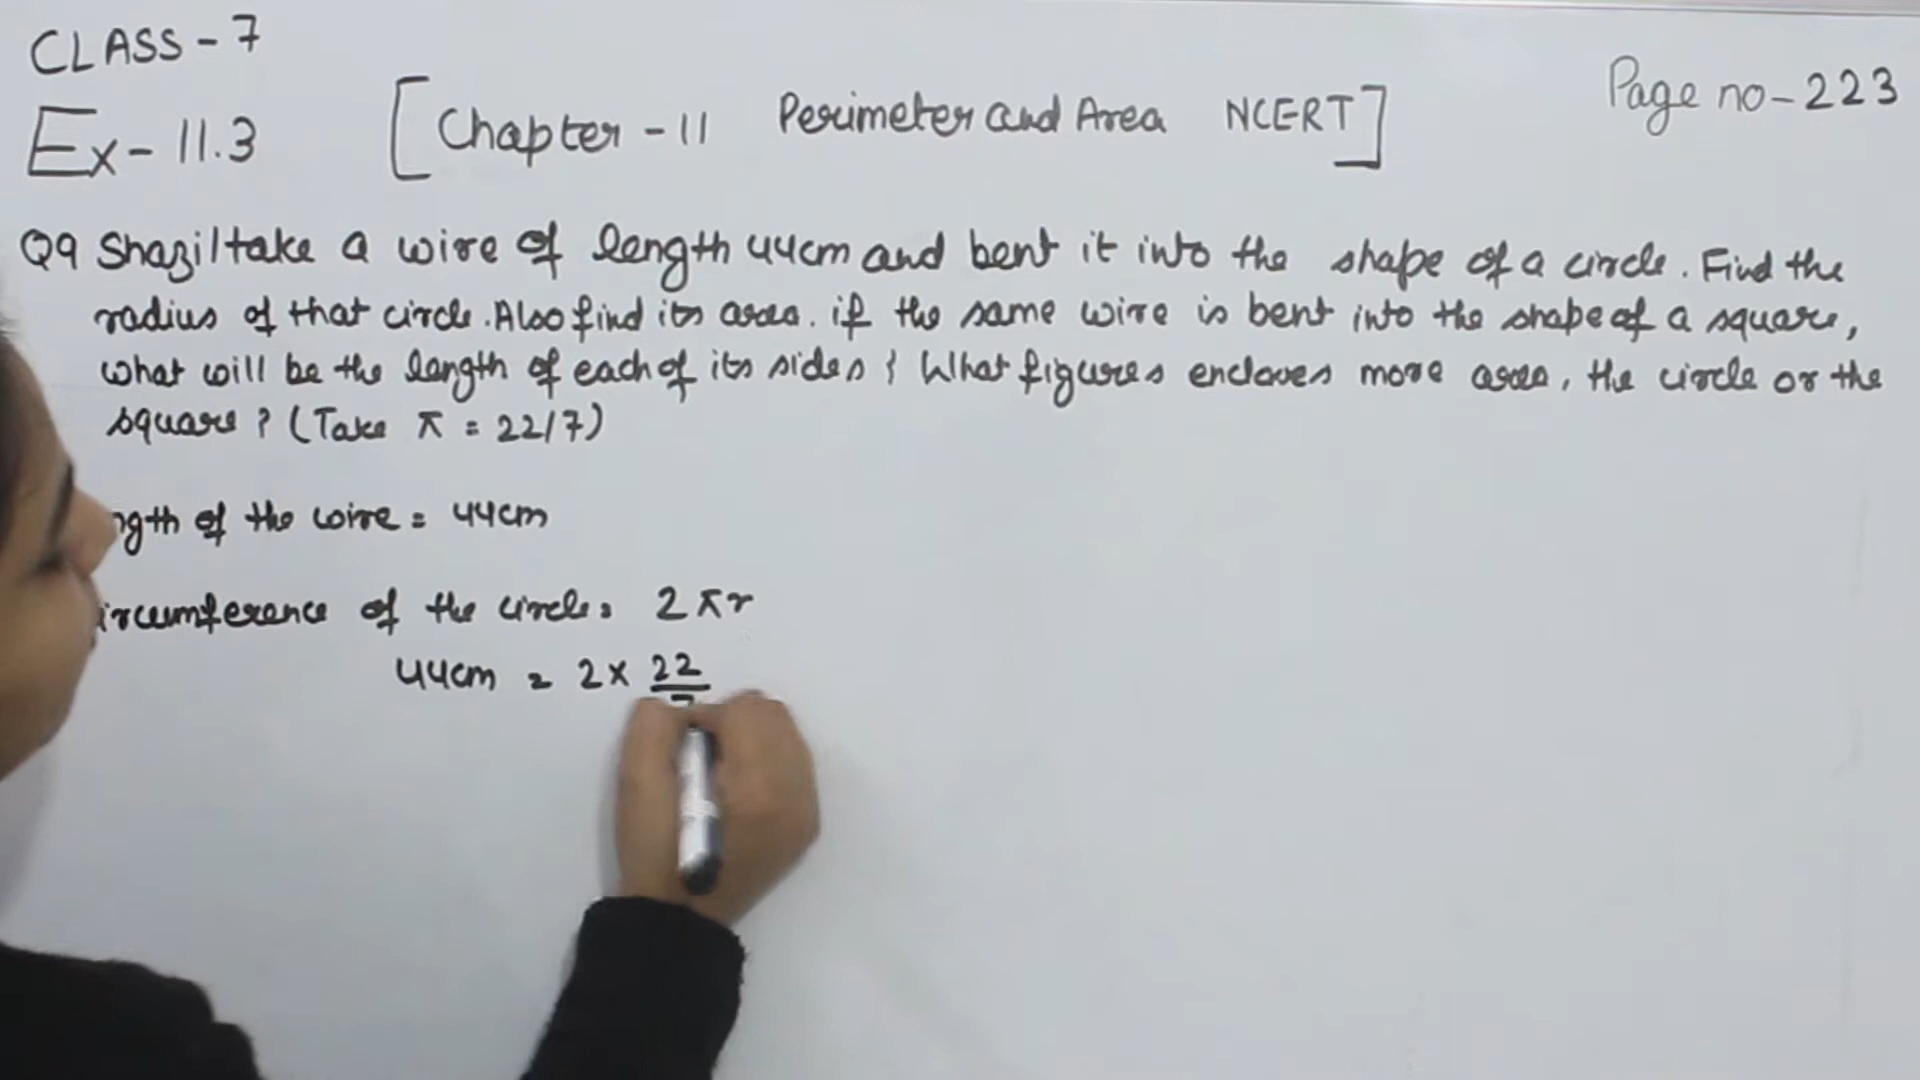 CLASS - 7
Ex - 11.3 [Chapter - 11 Perimeter and Area NCERT] Page no - 223
Q9 Shazil take a wire of length 44cm and bent it into the shape of a circle. Find the
radius of that circle. Also find its area. if the same wire is bent into the shape of a square,
what will be the length of each of its sides? What figures encloves more area, the circle or the
square? (Take π = 22/7)
ngth of the wire = 44cm
ircumference of the circle = 2πr
44cm = 2 × 22/7